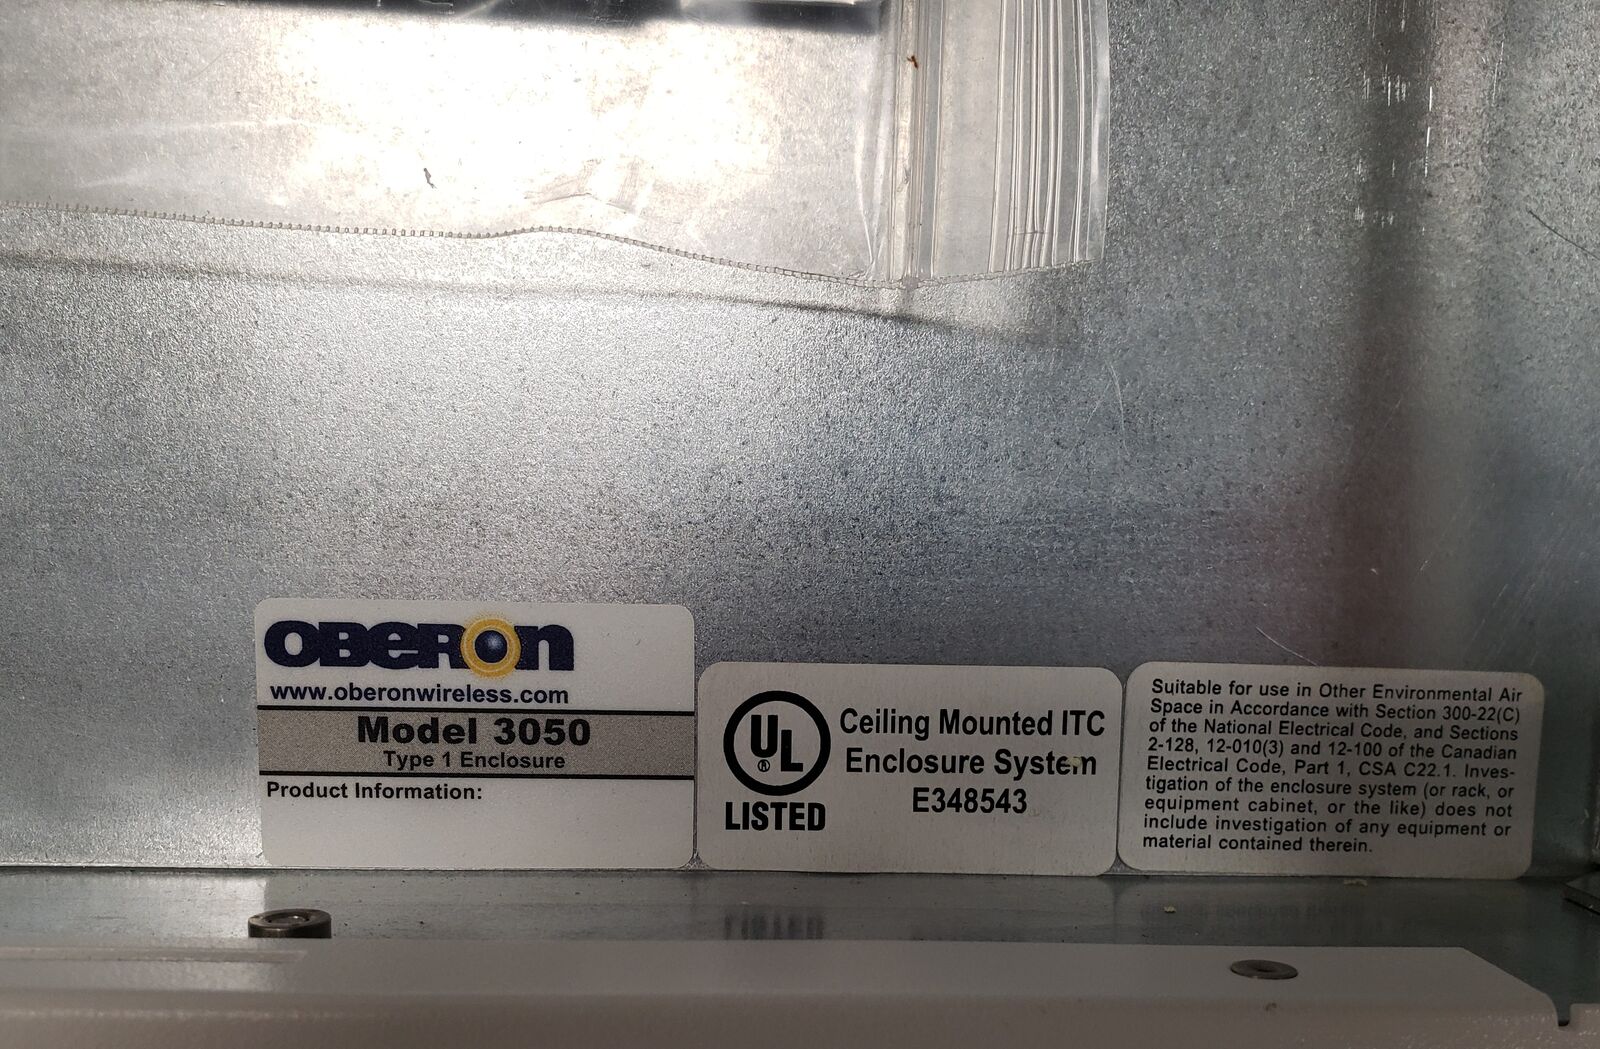 OBERON
www.oberonwireless.com
Model 3050
Type 1 Enclosure
Product Information:
UL
®
LISTED
Ceiling Mounted ITC
Enclosure System
E348543
Suitable for use in Other Environmental Air
Space in Accordance with Section 300-22(C)
of the National Electrical Code, and Sections
2-128, 12-010(3) and 12-100 of the Canadian
Electrical Code, Part 1, CSA C22.1. Inves-
tigation of the enclosure system (or rack, or
equipment cabinet, or the like) does not
include investigation of any equipment or
material contained therein.